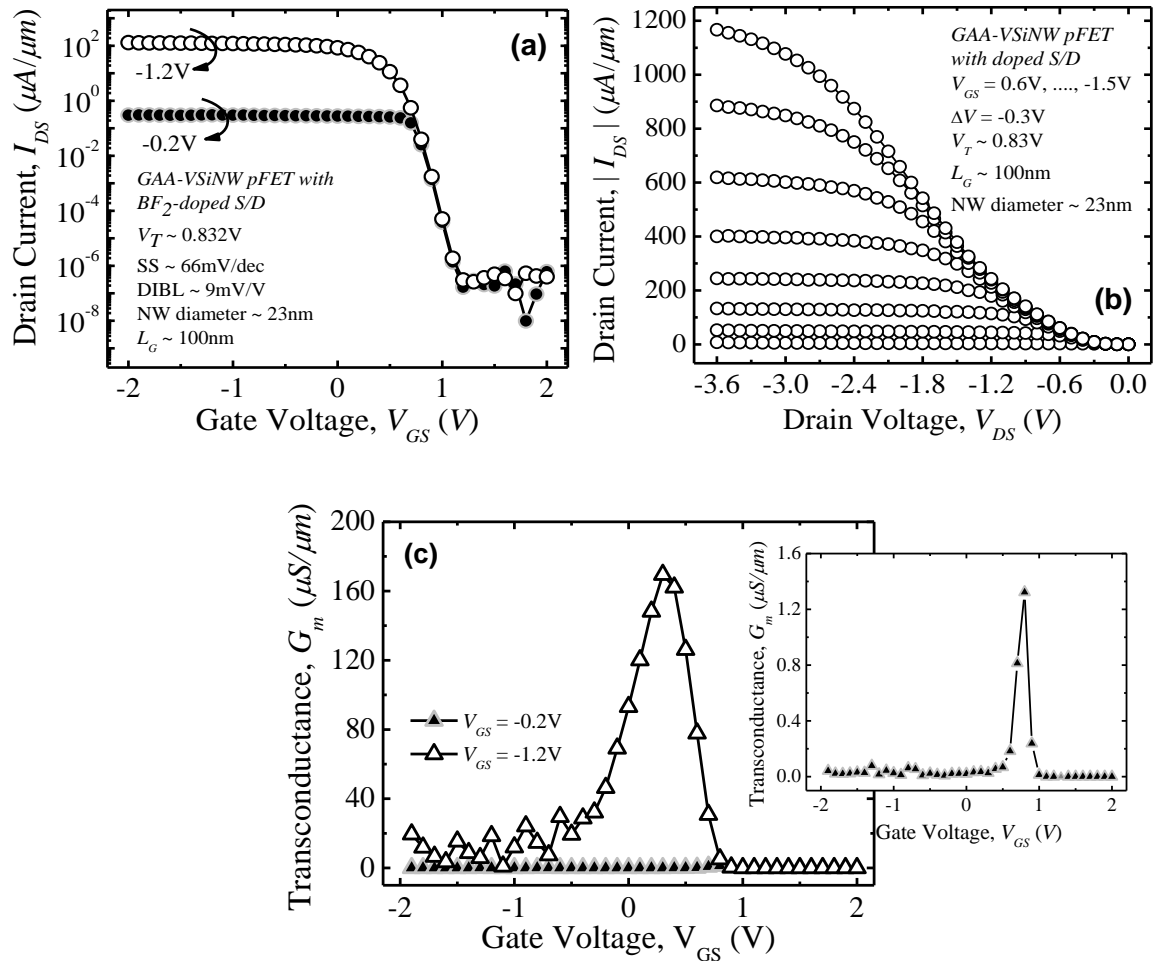 (a)
Drain Current, I_DS (μA/μm)
10^2
10^0
10^-2
10^-4
10^-6
10^-8
-1.2V
-0.2V
GAA-VSiNW pFET with
BF_2-doped S/D
V_T ~ 0.832V
SS ~ 66mV/dec
DIBL ~ 9mV/V
NW diameter ~ 23nm
L_G ~ 100nm
-2 -1 0 1 2
Gate Voltage, V_GS (V)
Drain Current, | I_DS | (μA/μm)
1200
1000
800
600
400
200
0
GAA-VSiNW pFET
with doped S/D
V_GS = 0.6V, ...., -1.5V
ΔV = -0.3V
V_T ~ 0.83V
L_G ~ 100nm
NW diameter ~ 23nm
(b)
-3.6 -3.0 -2.4 -1.8 -1.2 -0.6 0.0
Drain Voltage, V_DS (V)
(c)
Transconductance, G_m (μS/μm)
200
160
120
80
40
0
V_GS = -0.2V
V_GS = -1.2V
-2 -1 0 1 2
Gate Voltage, V_GS (V)
Transconductance, G_m (μS/μm)
1.6
1.2
0.8
0.4
0.0
-2 -1 0 1 2
Gate Voltage, V_GS (V)